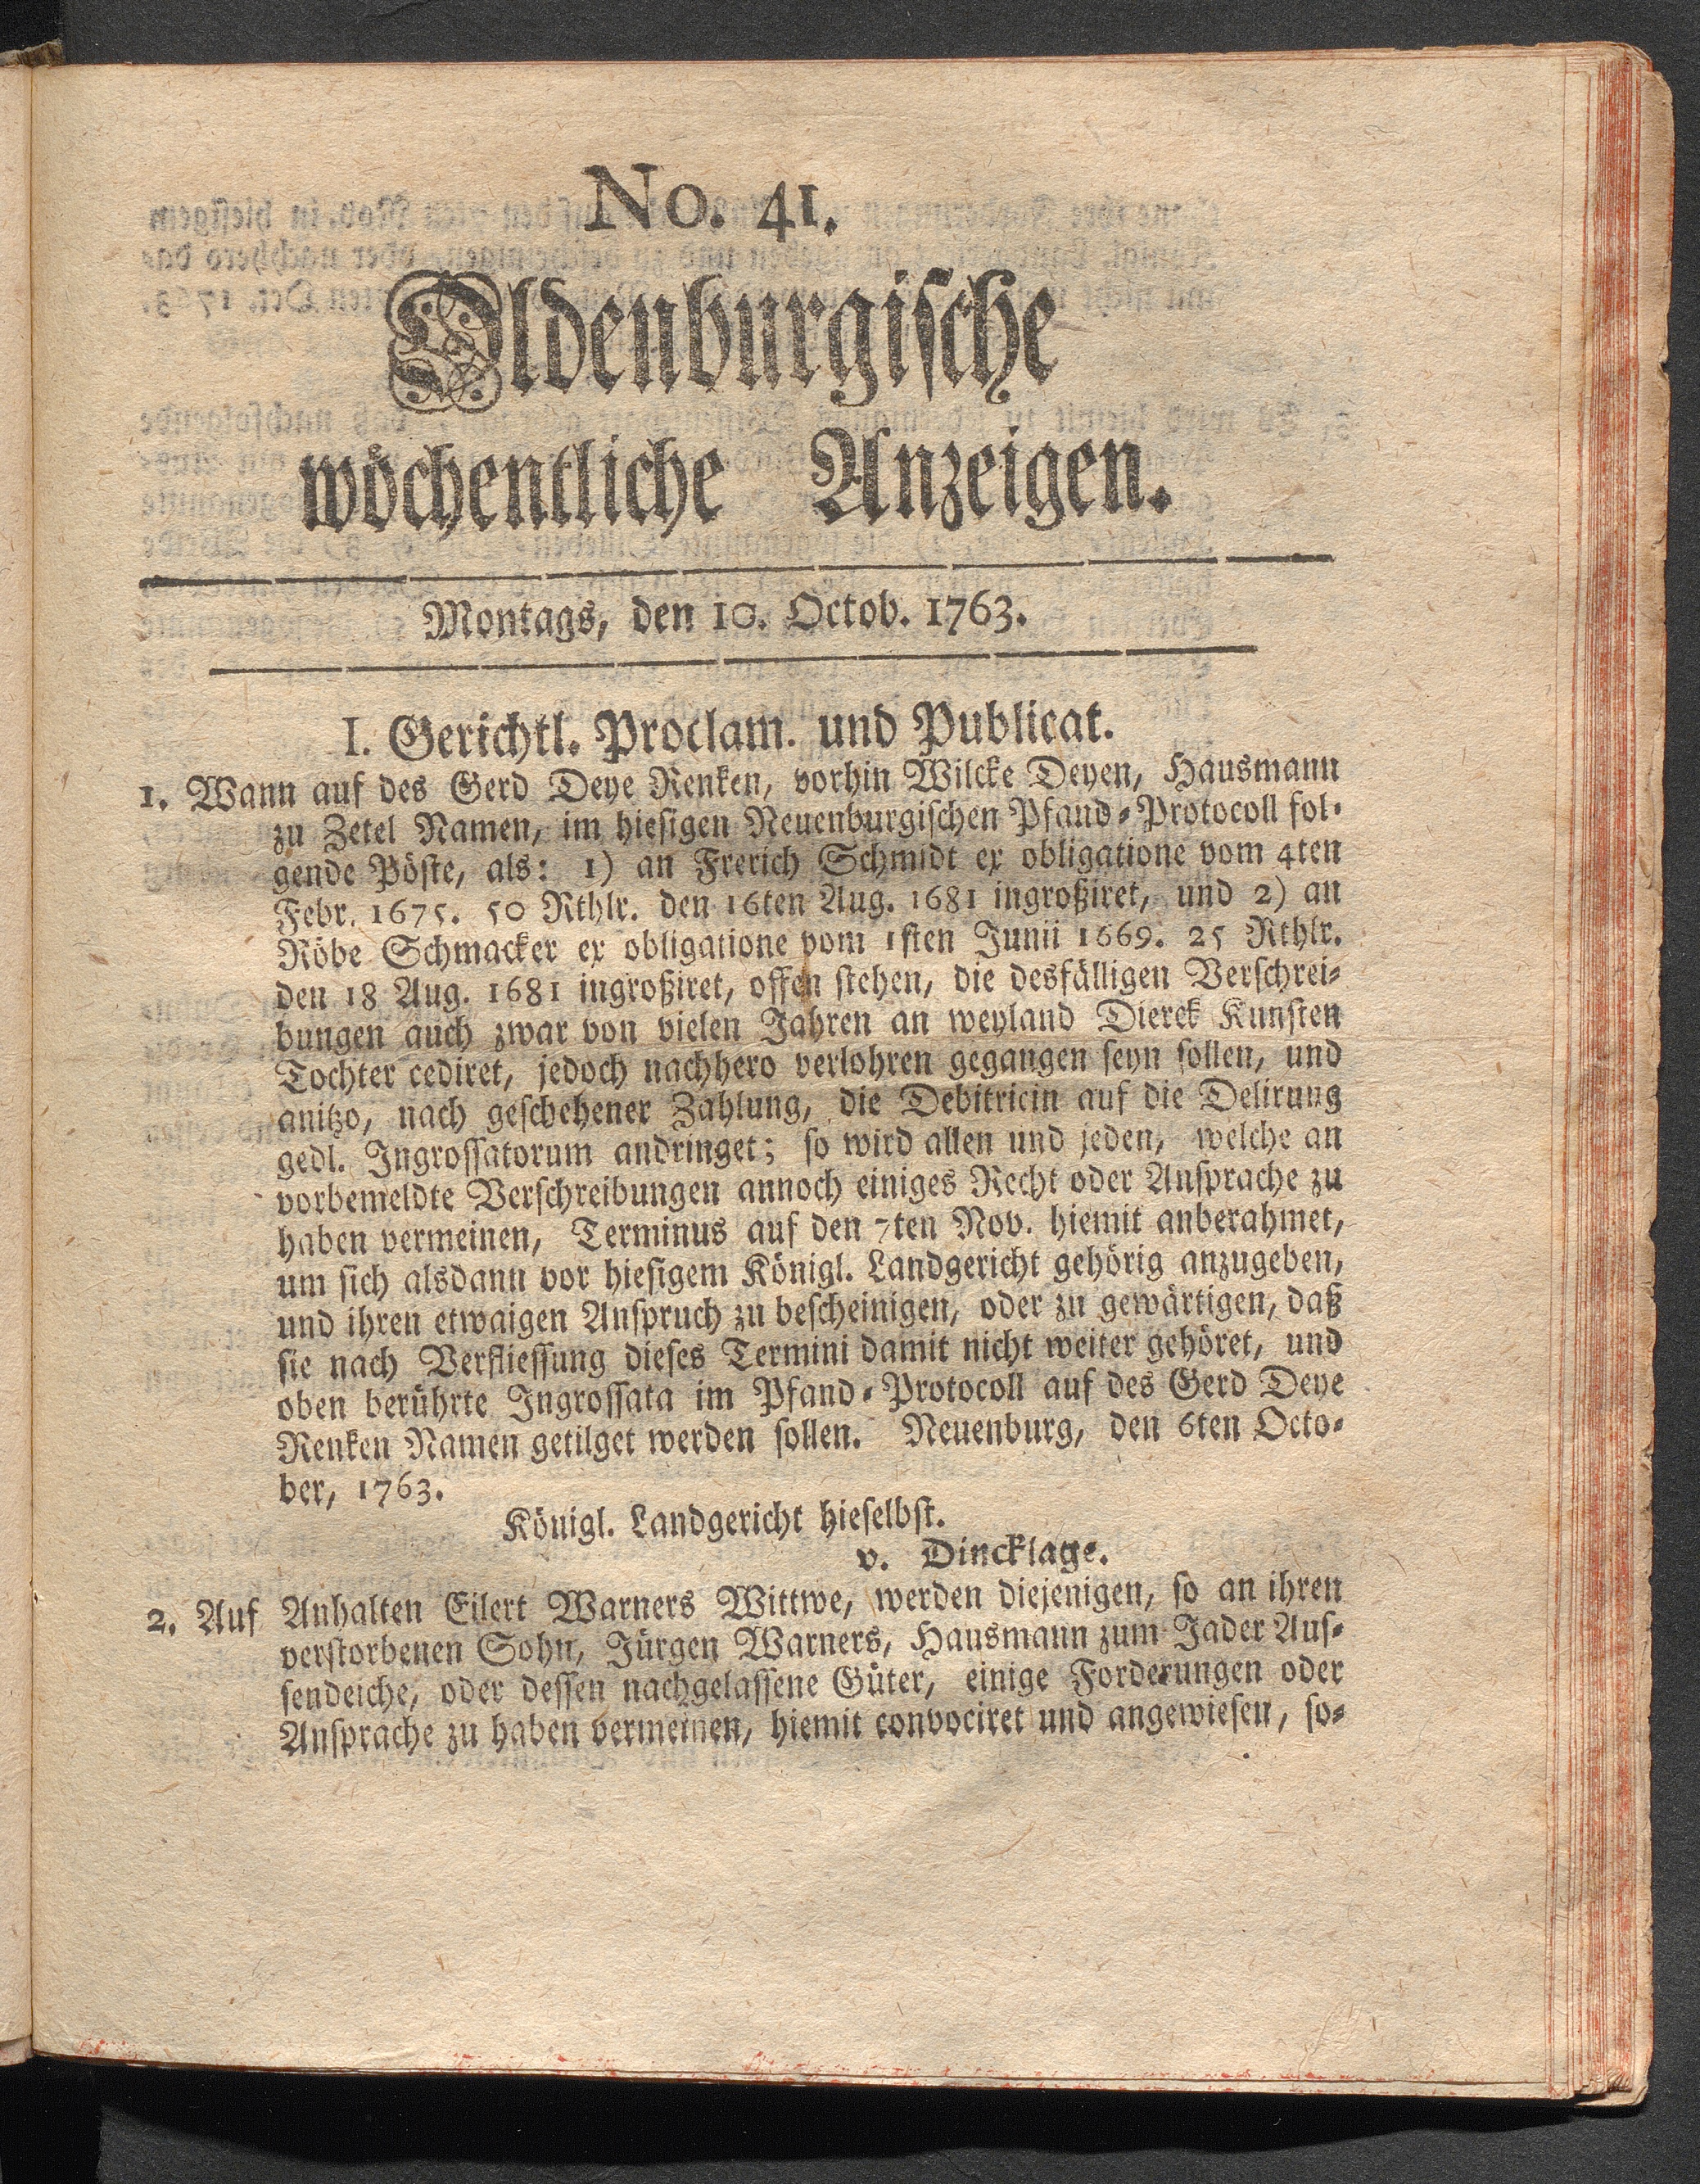 No. 41.
Oldenburgische
wöchentliche Anzeigen.
Montags, den 10. Octob. 1763.
I. Gerichtl. Proclam. und Publicat.
1. Wann auf des Gerd Deye Renken, vorhin Wilcke Deyen, Hausmann
zu Zetel Namen, im hiesigen Neuenburgischen Pfand-Protocoll fol-
gende Pöste, als: 1) an Frerich Schmidt ex obligatione vom 4ten
Febr. 1675. 50 Rthlr. den 16ten Aug. 1681 ingroßiret, und 2) an
Röbe Schmacker ex obligatione vom 1sten Junii 1669. 25 Rthlr.
den 18 Aug. 1681 ingroßiret, offen stehen, die desfälligen Verschrei-
bungen auch zwar von vielen Jahren an weyland Dierck Kunsten
Tochter cediret, jedoch nachhero verlohren gegangen seyn sollen, und
anitzo, nach geschehener Zahlung, die Debitricin auf die Delirung
gedl. Ingrossatorum andringet; so wird allen und jeden, welche an
vorbemeldte Verschreibungen annoch einiges Recht oder Ansprache zu
haben vermeinen, Terminus auf den 7ten Nov. hiemit anberahmet,
um sich alsdann vor hiesigem Königl. Landgericht gehörig anzugeben,
und ihren etwaigen Anspruch zu bescheinigen, oder zu gewärtigen, daß
sie nach Verfliessung dieses Termini damit nicht weiter gehöret, und
oben berührte Ingrossata im Pfand-Protocoll auf des Gerd Deye
Renken Namen getilget werden sollen. Neuenburg, den 6ten Octo-
ber, 1763.
Königl. Landgericht hieselbst.
v. Dincklage.
2. Auf Anhalten Eilert Warners Wittwe, werden diejenigen, so an ihren
verstorbenen Sohn, Jürgen Warners, Hausmann zum Jader Aus-
sendeiche, oder dessen nachgelassene Güter, einige Forderungen oder
Ansprache zu haben vermeinen, hiemit convociret und angewiesen, so-